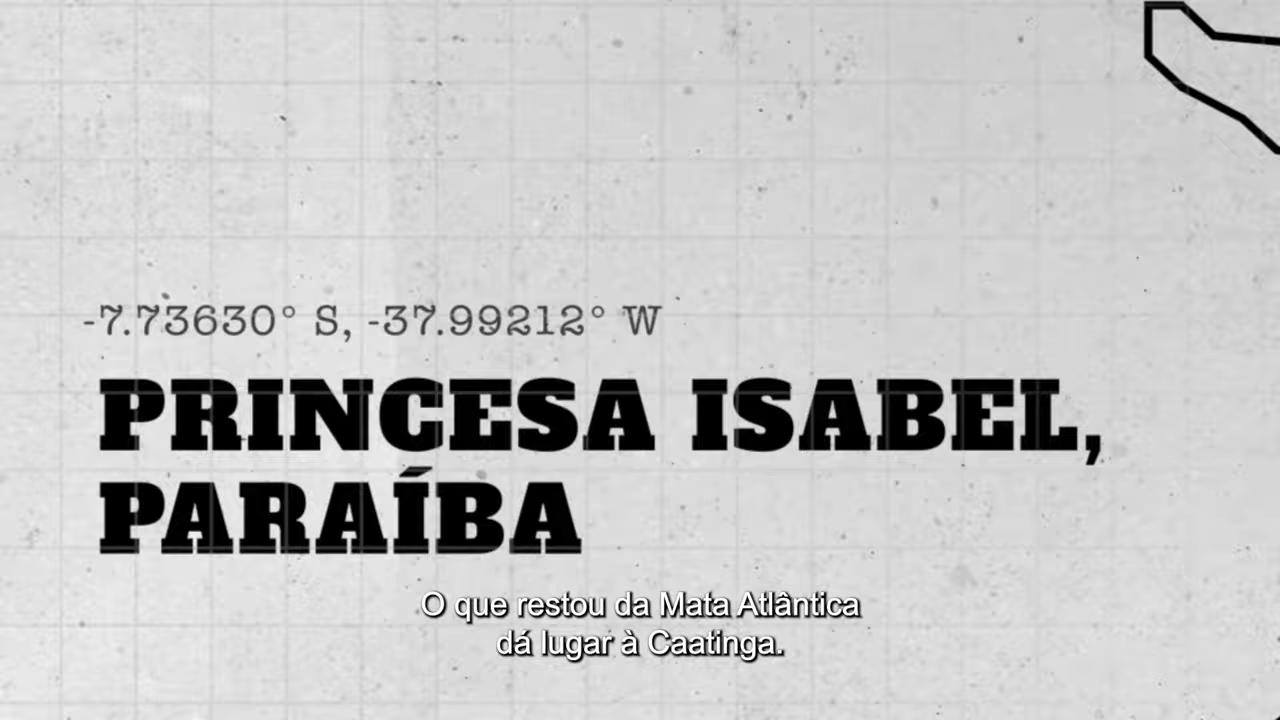 -7.73630° S, -37.99212° W
PRINCESA ISABEL,
PARAÍBA
O que restou da Mata Atlântica
dá lugar à Caatinga.